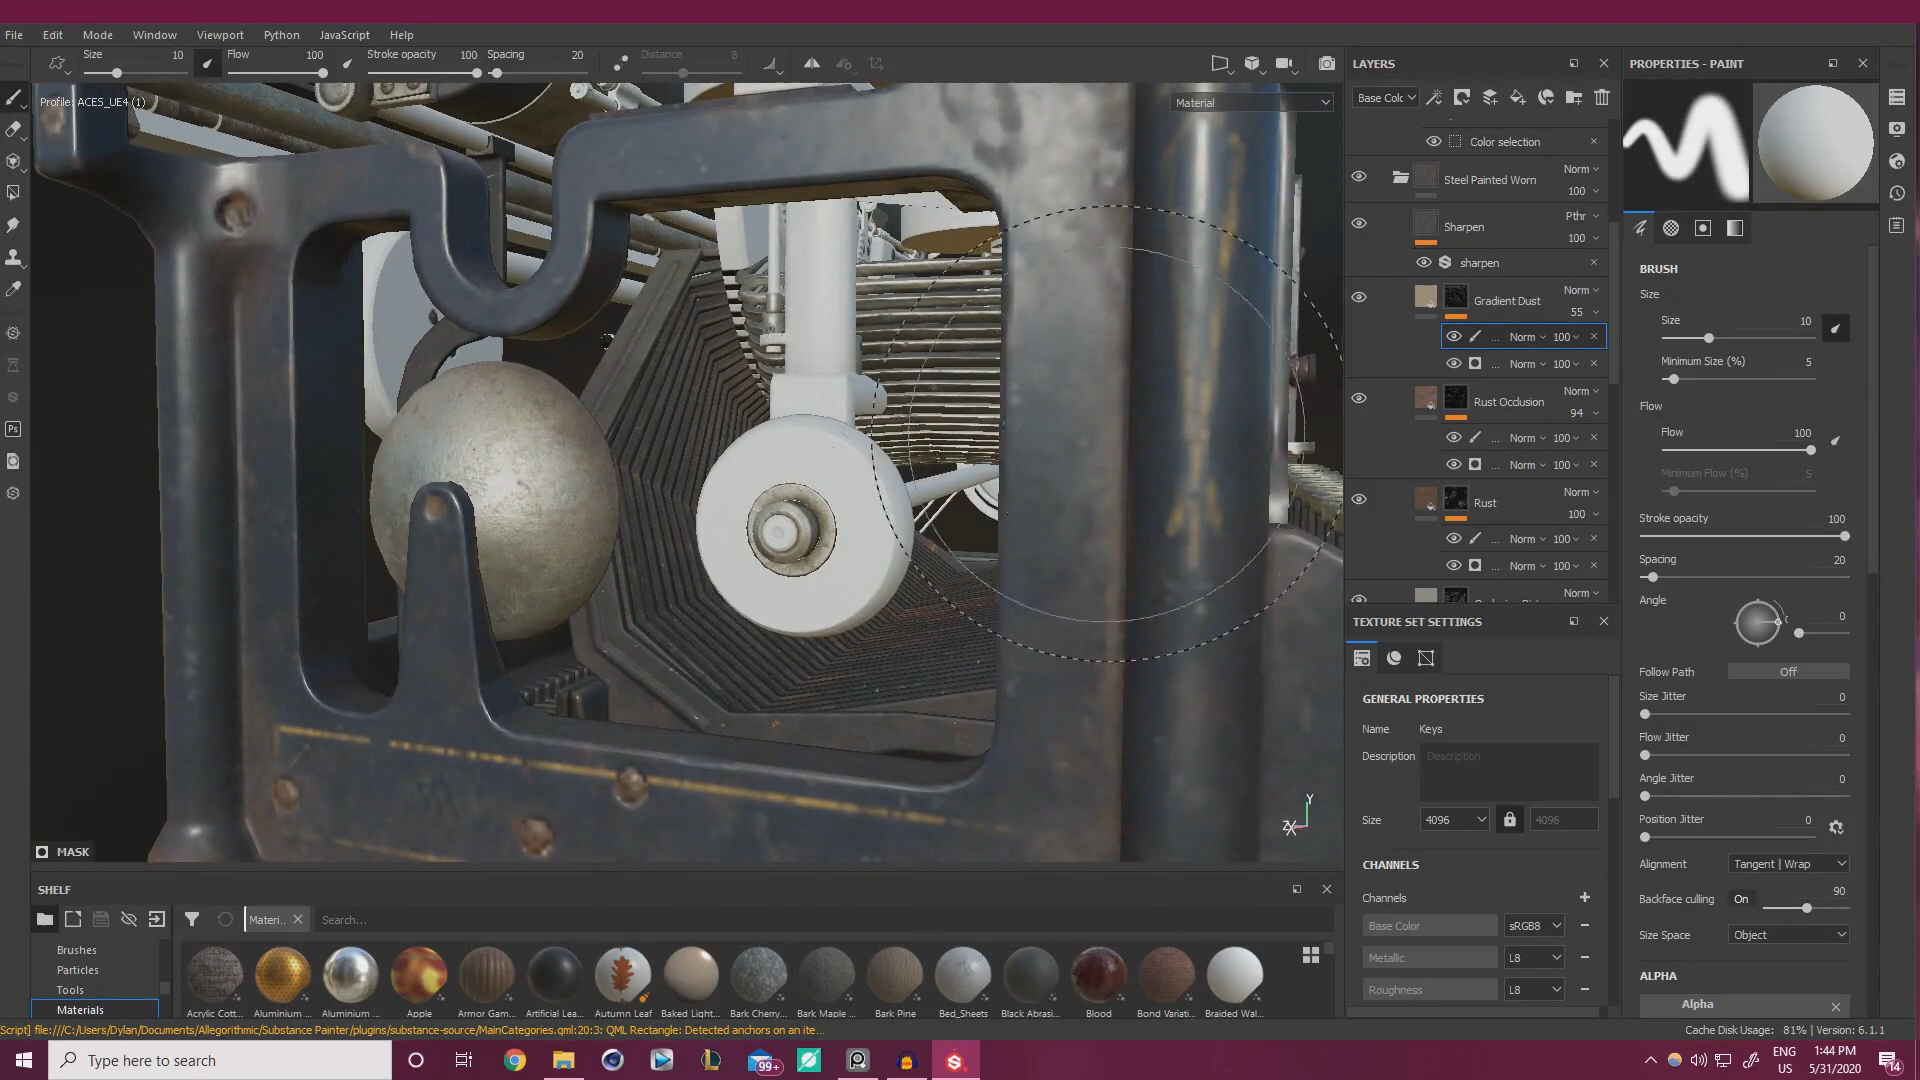 File Edit Mode Window Viewport Python JavaScript Help
Size 10 Flow 100 Stroke opacity 100 Spacing 20 Distance 8
Profile: ACES_UE4 (1)
Material
MASK
Y
Z X
LAYERS
Base Colc
Color selection
Steel Painted Worn Norm 100
Sharpen Pthr 100
sharpen
Gradient Dust Norm 55
... Norm 100
... Norm 100
Rust Occlusion Norm 94
... Norm 100
... Norm 100
Rust Norm 100
... Norm 100
... Norm 100
Norm
TEXTURE SET SETTINGS
GENERAL PROPERTIES
Name Keys
Description Description
Size 4096 4096
CHANNELS
Channels
Base Color sRGB8
Metallic L8
Roughness L8
PROPERTIES - PAINT
BRUSH
Size
Size 10
Minimum Size (%) 5
Flow
Flow 100
Minimum Flow (%) 5
Stroke opacity 100
Spacing 20
Angle 0
Follow Path Off
Size Jitter 0
Flow Jitter 0
Angle Jitter 0
Position Jitter 0
Alignment Tangent | Wrap
Backface culling On 90
Size Space Object
ALPHA
Alpha
SHELF
Materi... Search...
Brushes
Particles
Tools
Materials
Acrylic Cott... Aluminium ... Aluminium ... Apple Armor Gam... Artificial Lea... Autumn Leaf Baked Light... Bark Cherry... Bark Maple ... Bark Pine Bed_Sheets Black Abrasi... Blood Bond Variati... Braided Wal...
Script] file:///C:/Users/Dylan/Documents/Allegorithmic/Substance Painter/plugins/substance-source/MainCategories.qml:20:3: QML Rectangle: Detected anchors on an ite...
Cache Disk Usage: 81% | Version: 6.1.1
Type here to search
Ps
99+
ENG
US
1:44 PM
5/31/2020
14